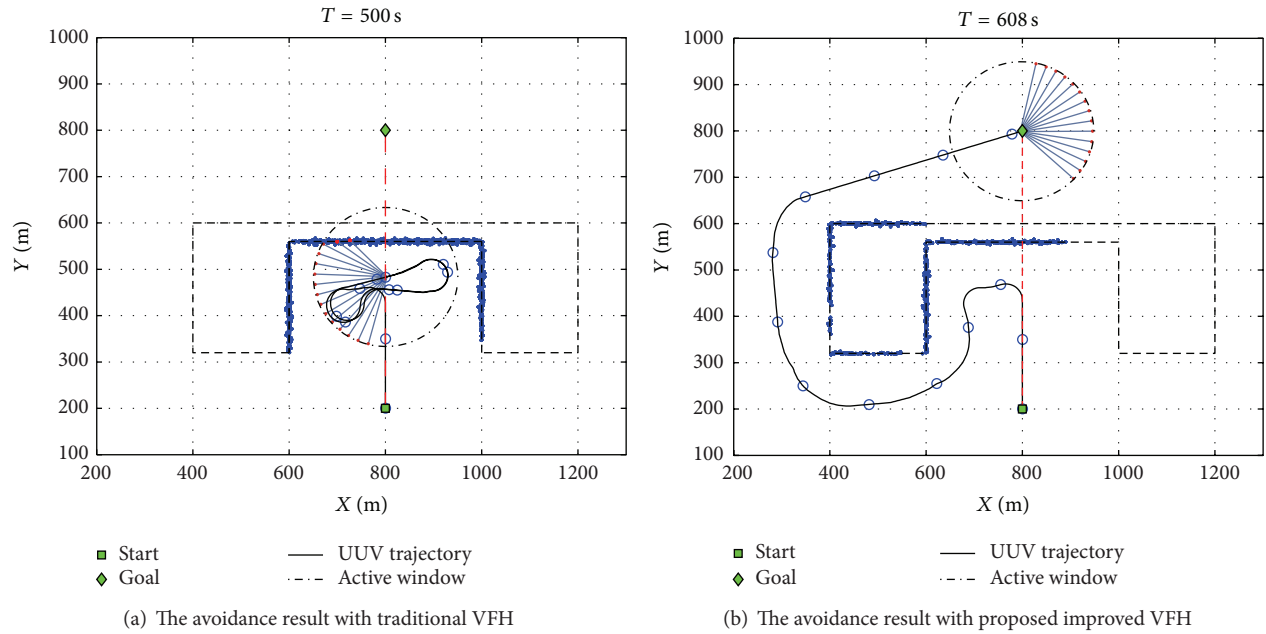 T = 500 s
1000
900
800
700
600
500
400
300
200
100
Y (m)
200 400 600 800 1000 1200
X (m)
Start
Goal
UUV trajectory
Active window
(a) The avoidance result with traditional VFH
T = 608 s
1000
900
800
700
600
500
400
300
200
100
Y (m)
200 400 600 800 1000 1200
X (m)
Start
Goal
UUV trajectory
Active window
(b) The avoidance result with proposed improved VFH